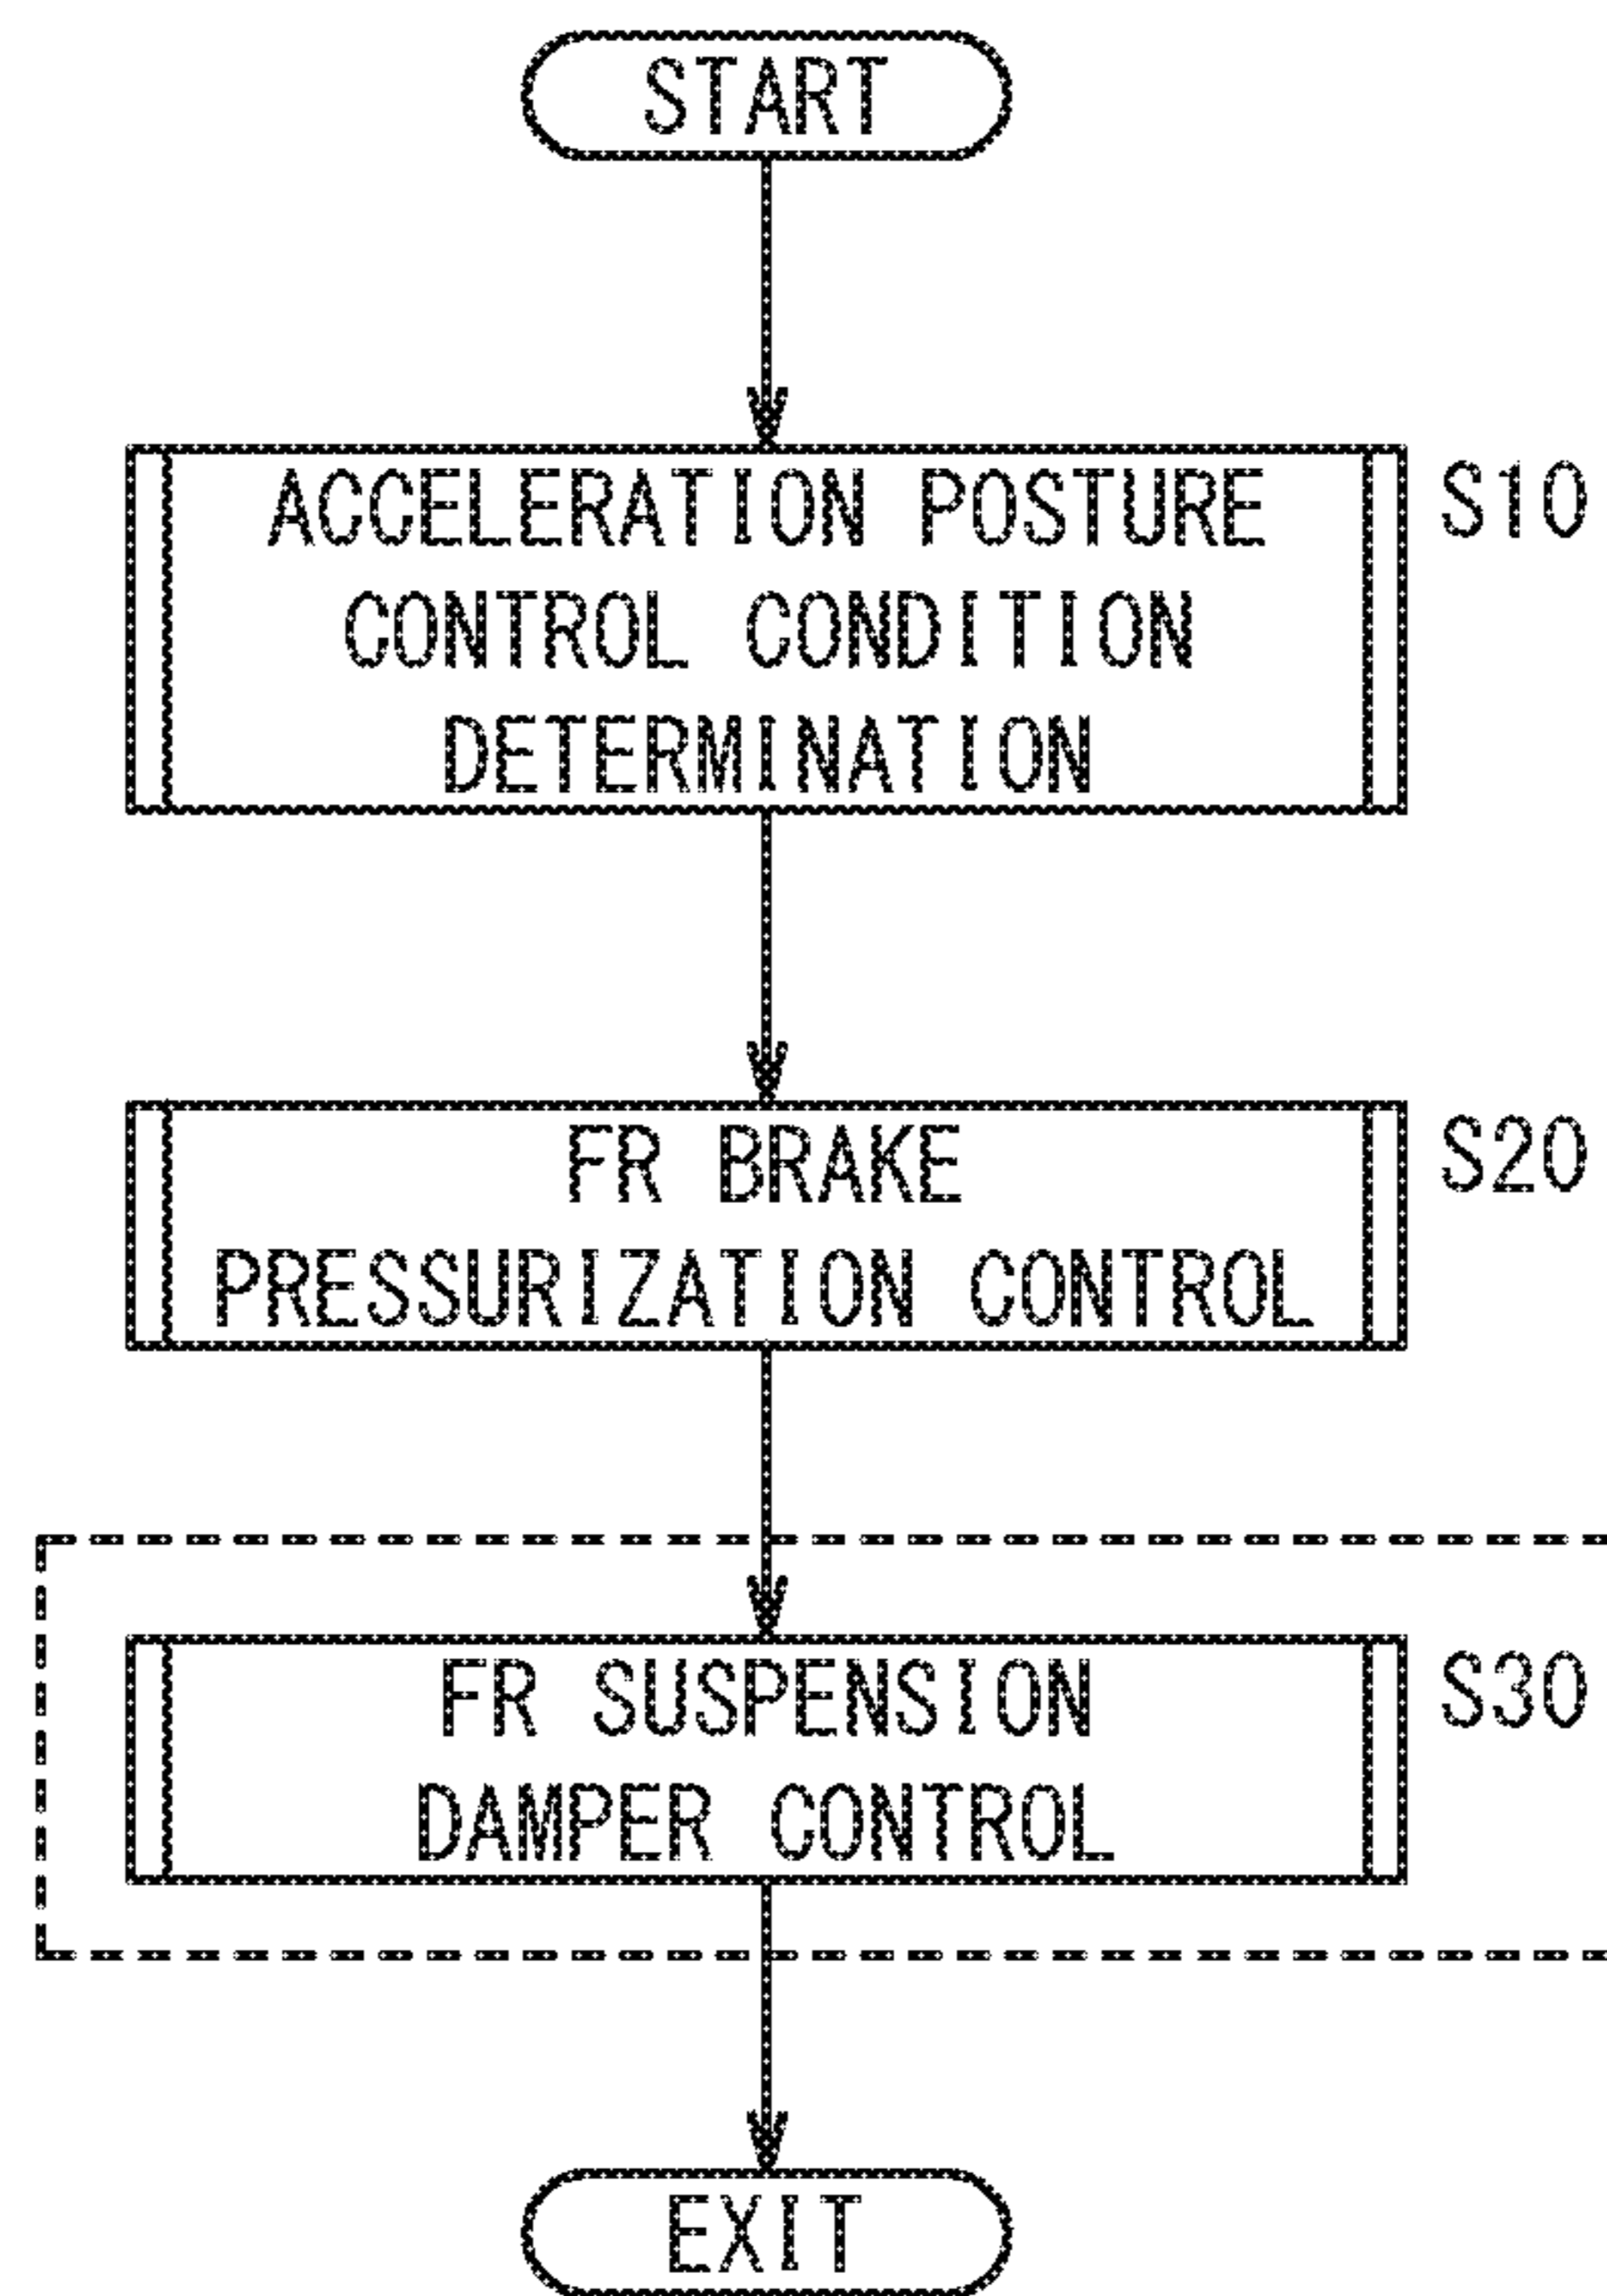 START
ACCELERATION POSTURE
CONTROL CONDITION
DETERMINATION
S10
FR BRAKE
PRESSURIZATION CONTROL
S20
FR SUSPENSION
DAMPER CONTROL
S30
EXIT